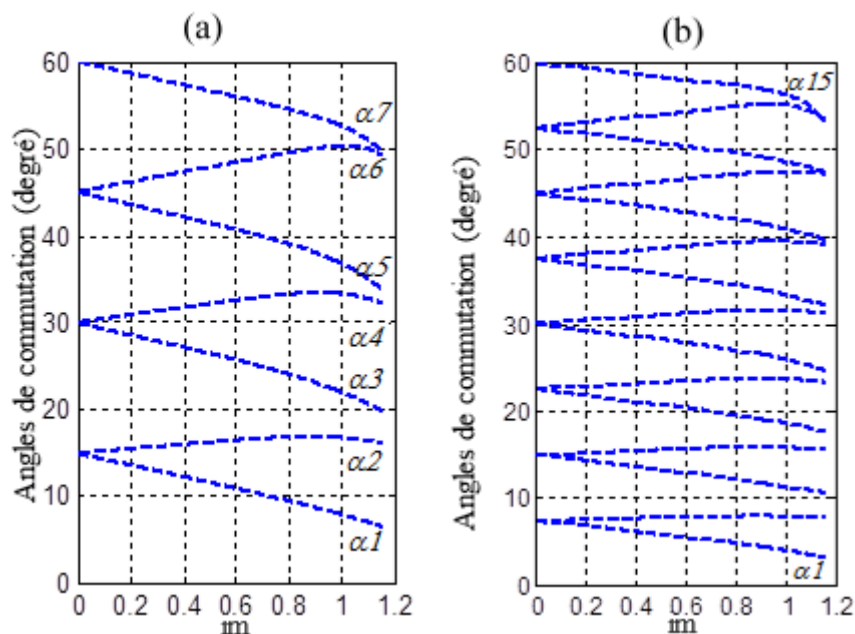 (a)
60
50
40
30
20
10
0
0 0.2 0.4 0.6 0.8 1 1.2
rm
Angles de commutation (degré)
α7
α6
α5
α4
α3
α2
α1
(b)
60
50
40
30
20
10
0
0 0.2 0.4 0.6 0.8 1 1.2
rm
Angles de commutation (degré)
α15
α1